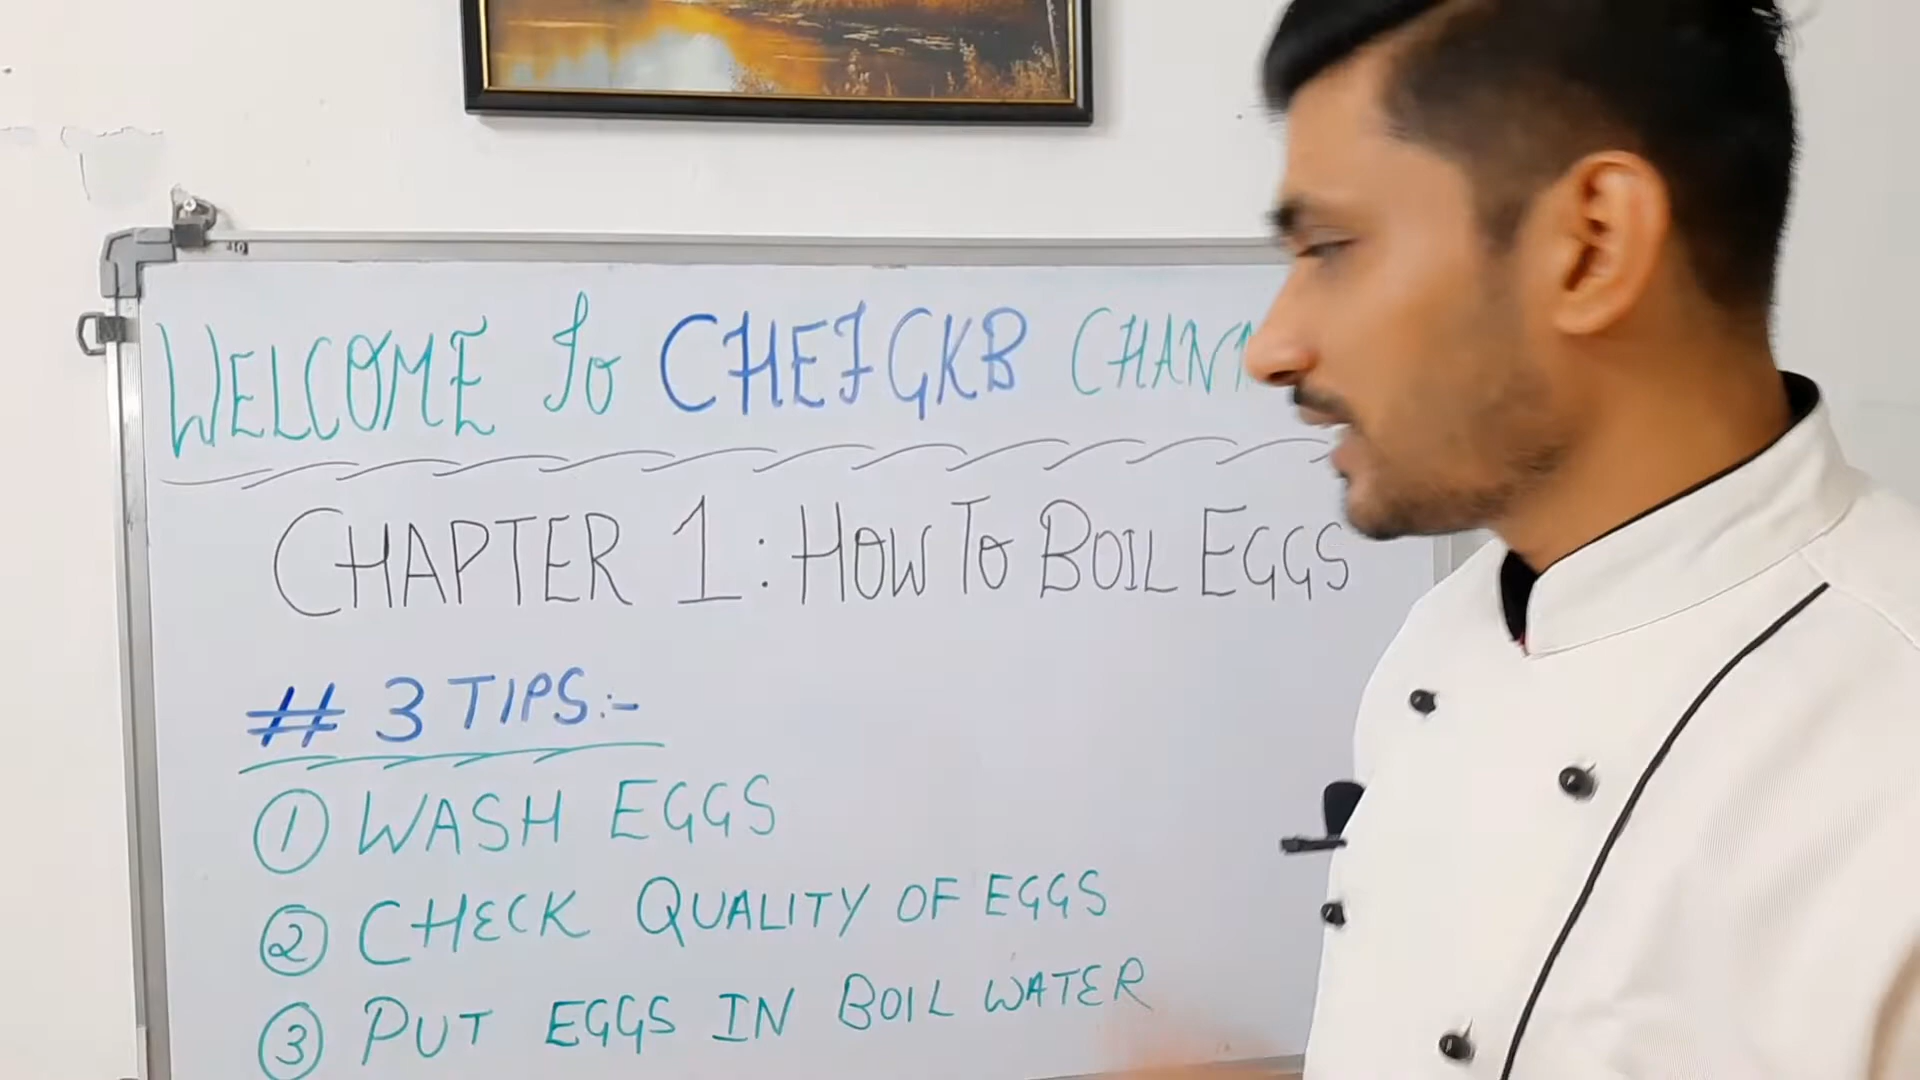 WELCOME To CHEFGKB CHANN
CHAPTER 1: HOW TO BOIL EGGS
# 3 TIPS:-
① WASH EGGS
② CHECK QUALITY OF EGGS
③ PUT EGGS IN BOIL WATER